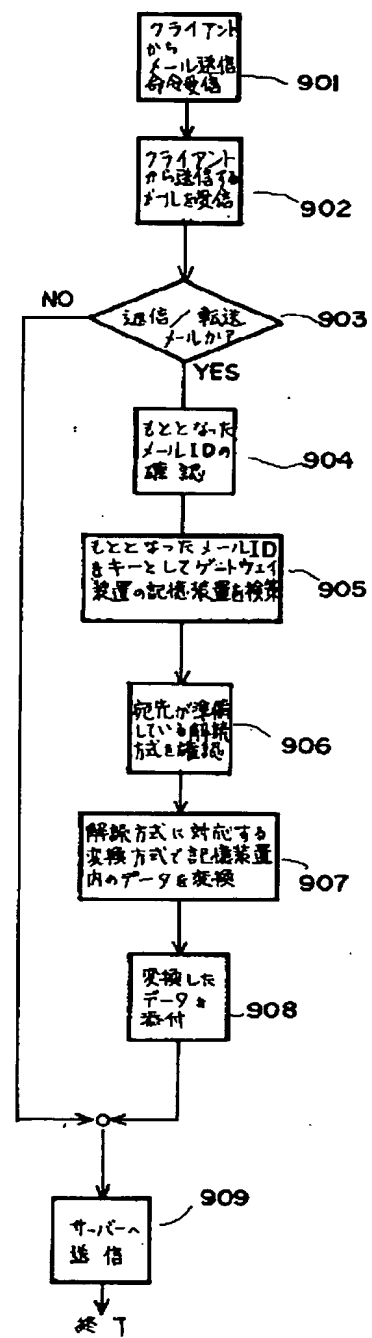 クライアント
から
メール送信
命令受信
901
クライアント
から送信する
メールを受信
902
NO
返信／転送
メールか?
903
YES
もととなった
メールIDの
確認
904
もととなったメールID
をキーとしてゲートウェイ
装置の記憶装置を検索
905
宛先が準備
している解読
方式を確認
906
解読方式に対応する
変換方式で記憶装置
内のデータを変換
907
変換した
データを
添付
908
サーバーへ
送信
909
終了